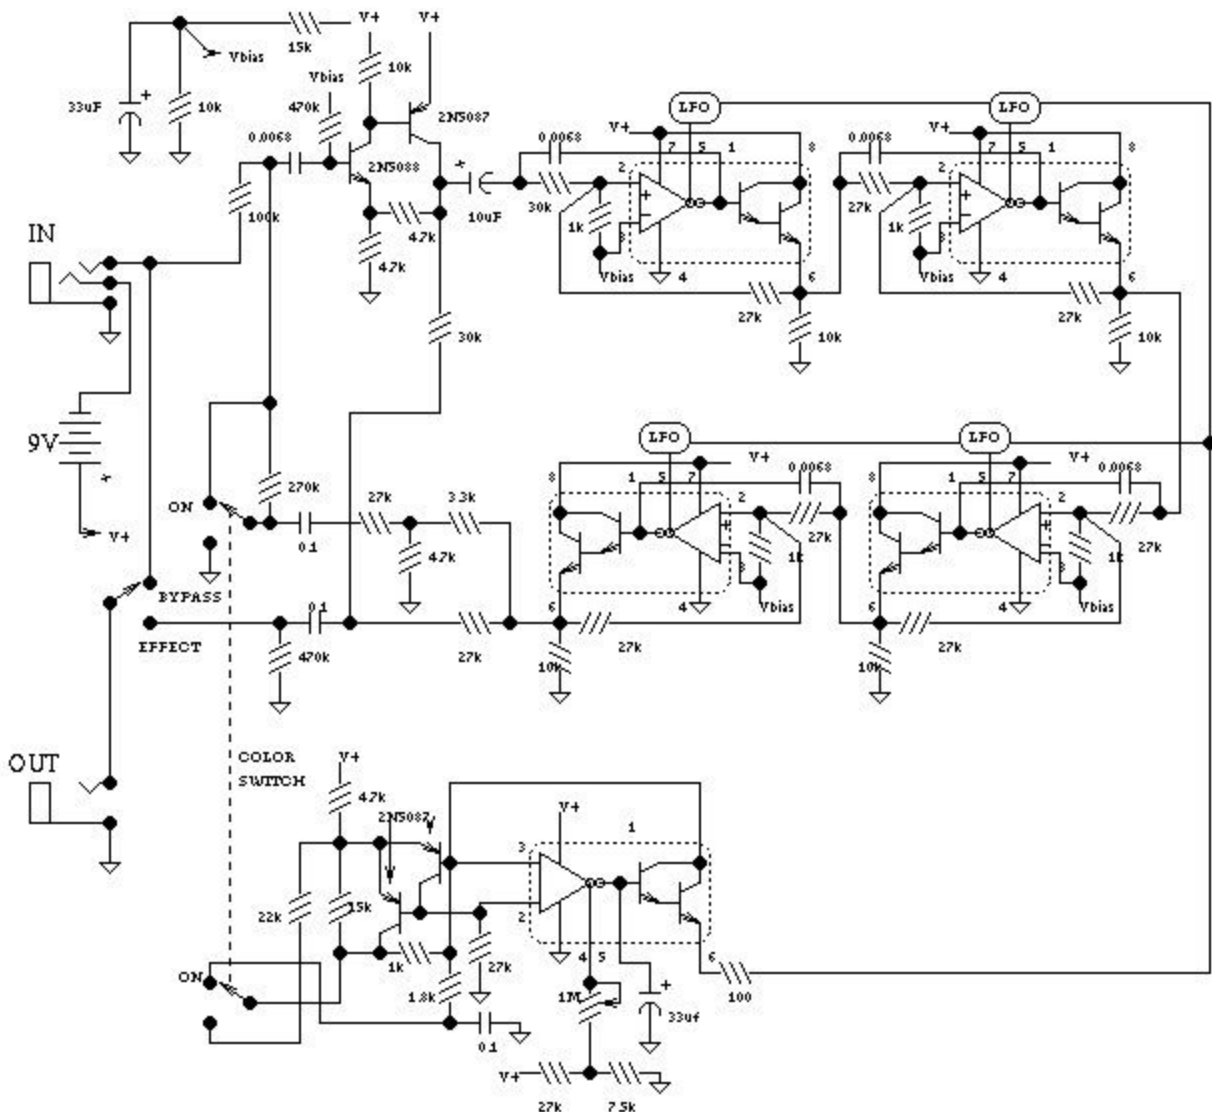 V+ V+
15k
Vbias
Vbias
10k
33uF
10k
470k
2N5087
0.0068
2N5088
100k
4.7k
4.7k
10uF
LFO
LFO
V+
0.0068
7 5 1 8
2
30k
1k
3
Vbias
4
6
27k
10k
V+
0.0068
7 5 1 8
2
27k
1k
3
Vbias
4
6
27k
10k
IN
30k
9V
V+
ON
270k
0.1
27k
3.3k
4.7k
BYPASS
EFFECT
0.1
470k
27k
LFO
LFO
V+
0.0068
8 1 5 7
2
27k
1k
3
Vbias
4
6
27k
10k
V+
0.0068
8 1 5 7
2
27k
1k
3
Vbias
4
6
27k
10k
OUT
COLOR
SWITCH
V+
4.7k
2N5087
V+
1
3
2
22k
15k
1k
27k
4 5
6
ON
1.8k
1M
33uf
100
0.1
V+
27k
7.5k